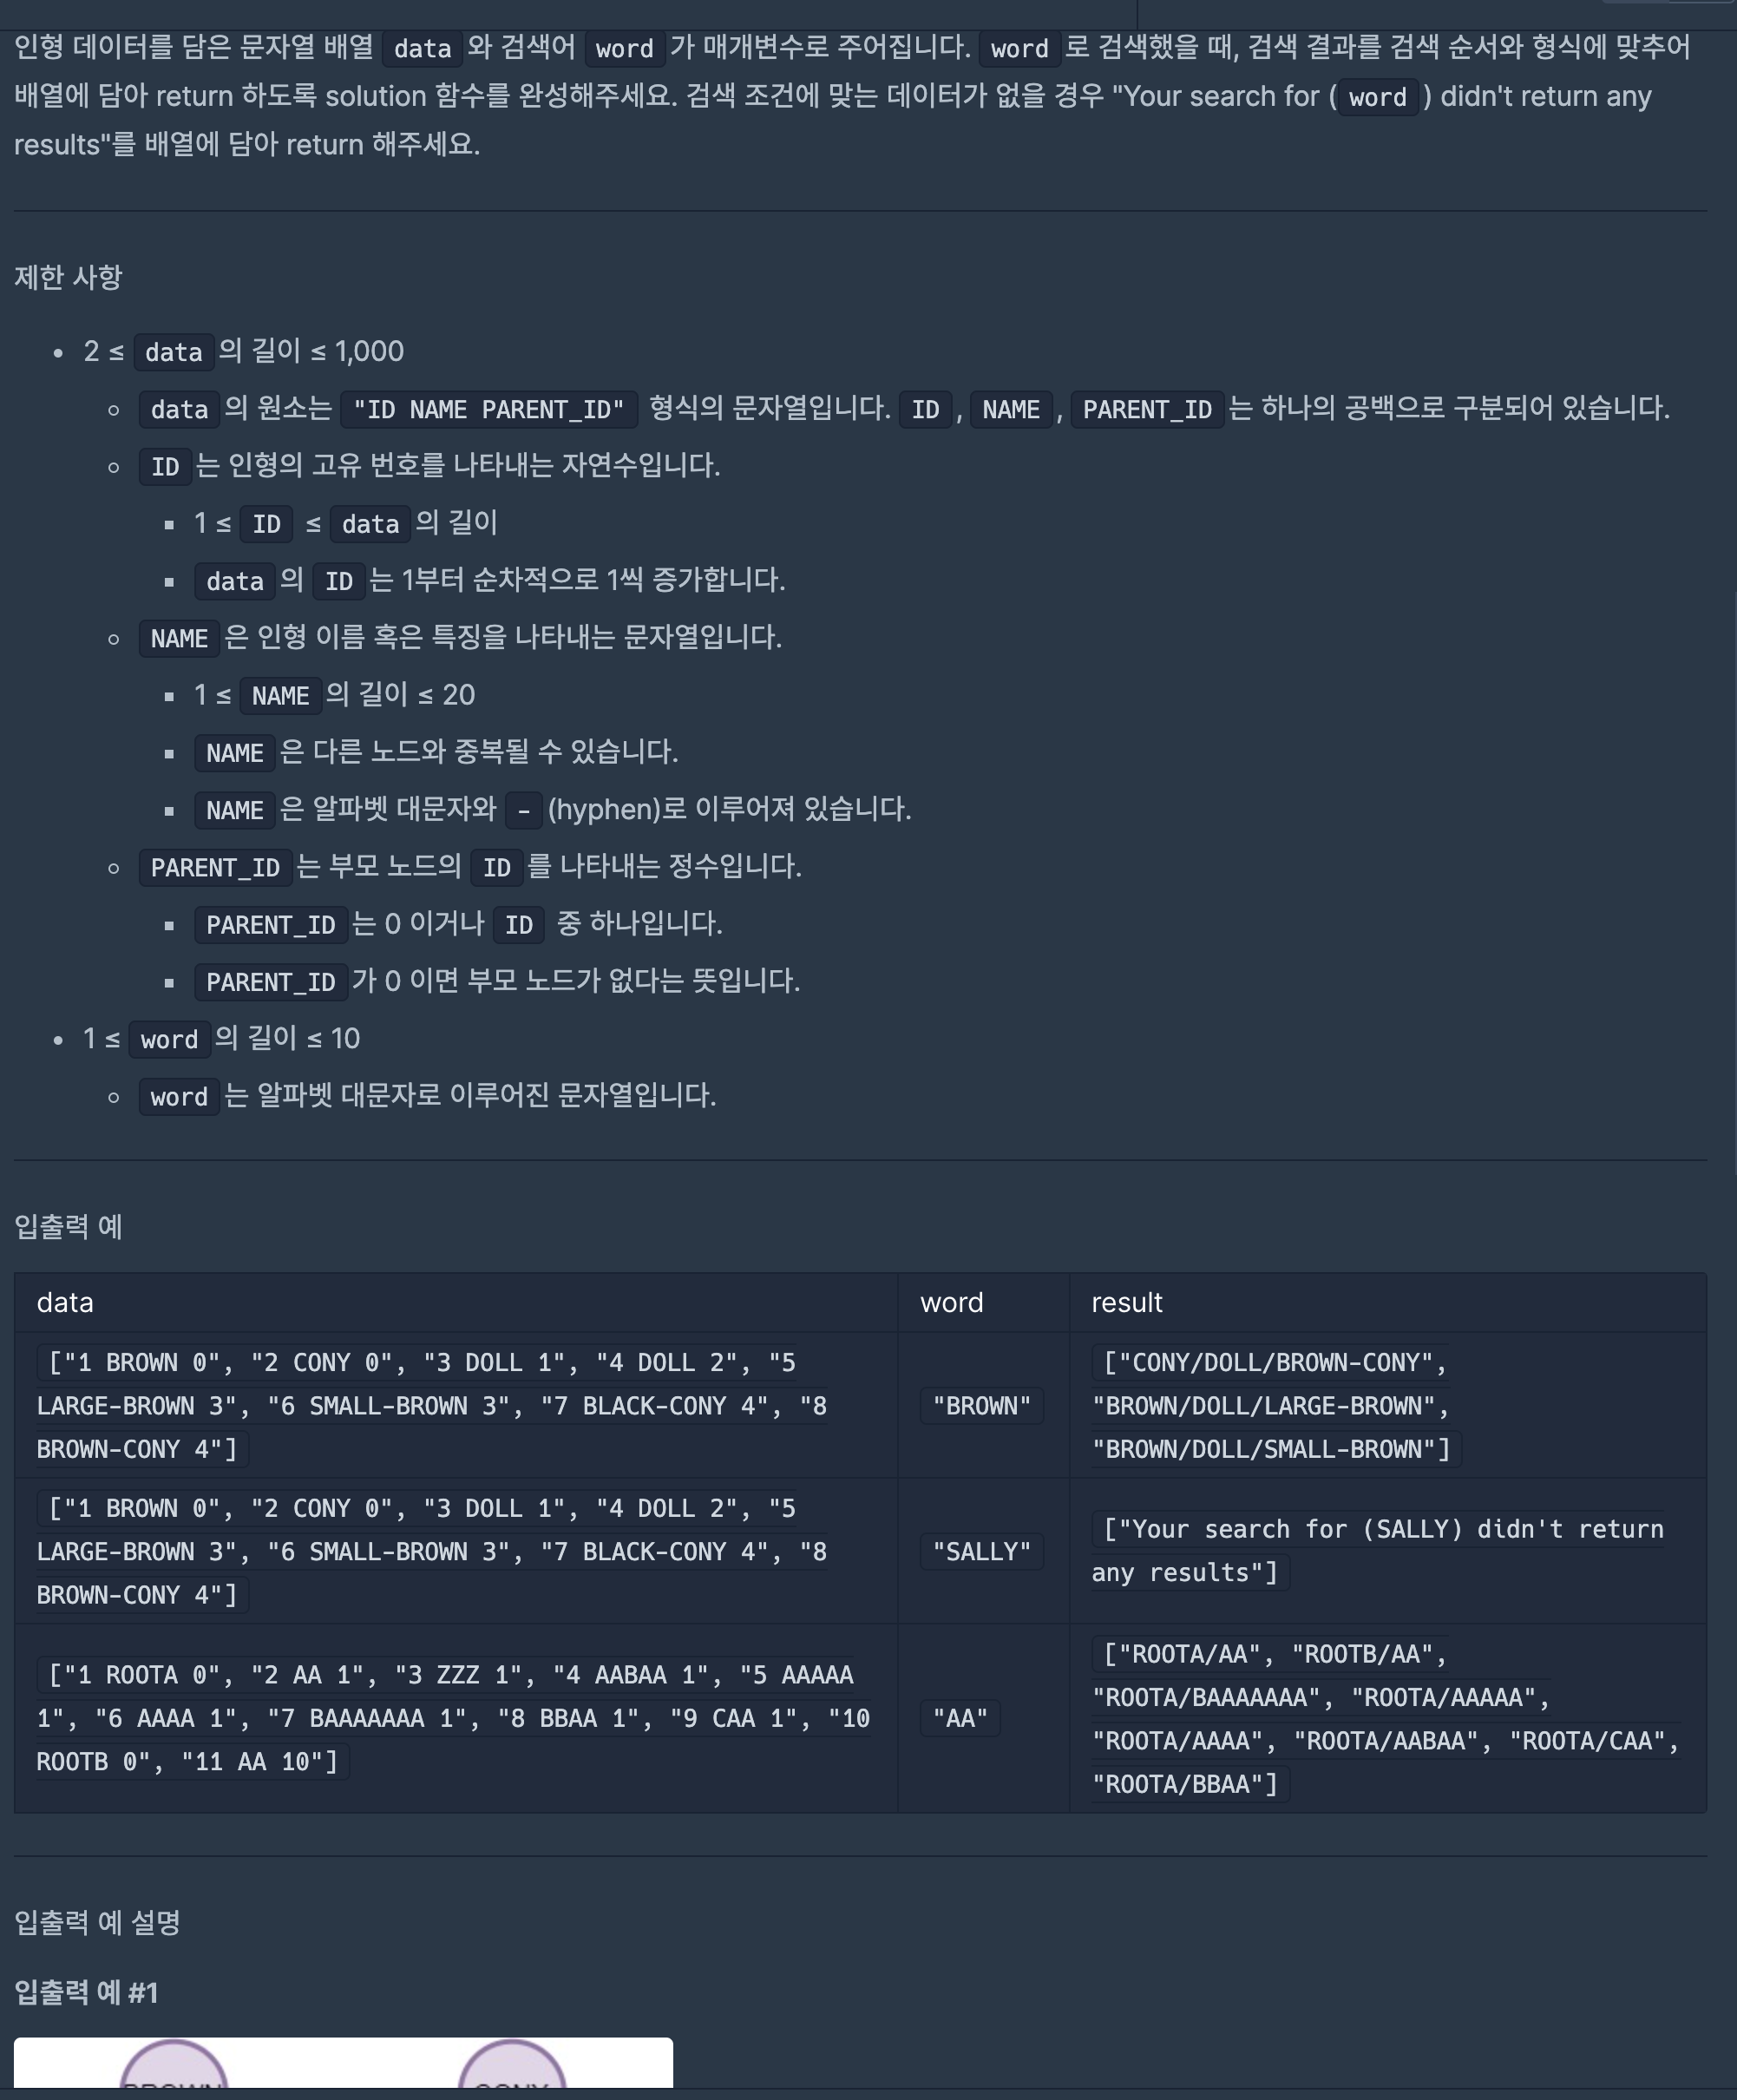 인형 데이터를 담은 문자열 배열 data 와 검색어 word 가 매개변수로 주어집니다. word 로 검색했을 때, 검색 결과를 검색 순서와 형식에 맞추어
배열에 담아 return 하도록 solution 함수를 완성해주세요. 검색 조건에 맞는 데이터가 없을 경우 "Your search for ( word ) didn't return any
results"를 배열에 담아 return 해주세요.
제한 사항
• 2 ≤ data 의 길이 ≤ 1,000
◦ data 의 원소는 "ID NAME PARENT_ID" 형식의 문자열입니다. ID , NAME , PARENT_ID 는 하나의 공백으로 구분되어 있습니다.
◦ ID 는 인형의 고유 번호를 나타내는 자연수입니다.
▪ 1 ≤ ID ≤ data 의 길이
▪ data 의 ID 는 1부터 순차적으로 1씩 증가합니다.
◦ NAME 은 인형 이름 혹은 특징을 나타내는 문자열입니다.
▪ 1 ≤ NAME 의 길이 ≤ 20
▪ NAME 은 다른 노드와 중복될 수 있습니다.
▪ NAME 은 알파벳 대문자와 - (hyphen)로 이루어져 있습니다.
◦ PARENT_ID 는 부모 노드의 ID 를 나타내는 정수입니다.
▪ PARENT_ID 는 0 이거나 ID 중 하나입니다.
▪ PARENT_ID 가 0 이면 부모 노드가 없다는 뜻입니다.
• 1 ≤ word 의 길이 ≤ 10
◦ word 는 알파벳 대문자로 이루어진 문자열입니다.
입출력 예
data word result
["1 BROWN 0", "2 CONY 0", "3 DOLL 1", "4 DOLL 2", "5
LARGE-BROWN 3", "6 SMALL-BROWN 3", "7 BLACK-CONY 4", "8
BROWN-CONY 4"]
"BROWN"
["CONY/DOLL/BROWN-CONY",
"BROWN/DOLL/LARGE-BROWN",
"BROWN/DOLL/SMALL-BROWN"]
["1 BROWN 0", "2 CONY 0", "3 DOLL 1", "4 DOLL 2", "5
LARGE-BROWN 3", "6 SMALL-BROWN 3", "7 BLACK-CONY 4", "8
BROWN-CONY 4"]
"SALLY"
["Your search for (SALLY) didn't return
any results"]
["1 ROOTA 0", "2 AA 1", "3 ZZZ 1", "4 AABAA 1", "5 AAAAA
1", "6 AAAA 1", "7 BAAAAAAA 1", "8 BBAA 1", "9 CAA 1", "10
ROOTB 0", "11 AA 10"]
"AA"
["ROOTA/AA", "ROOTB/AA",
"ROOTA/BAAAAAAA", "ROOTA/AAAAA",
"ROOTA/AAAA", "ROOTA/AABAA", "ROOTA/CAA",
"ROOTA/BBAA"]
입출력 예 설명
입출력 예 #1